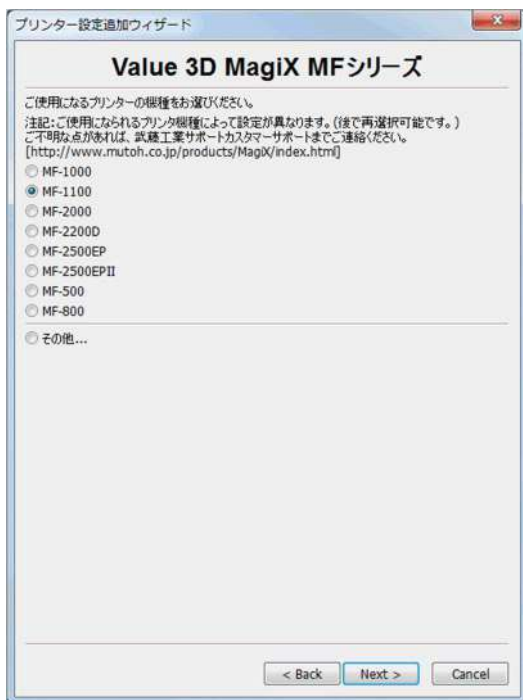 プリンター設定追加ウィザード
Value 3D MagiX MFシリーズ
ご使用になるプリンターの機種をお選びください。
注記:ご使用になられるプリンタ機種によって設定が異なります。(後で再選択可能です。)
ご不明な点があれば、武藤工業サポートカスタマーサポートまでご連絡ください。
[http://www.mutoh.co.jp/products/MagiX/index.html]
MF-1000
MF-1100
MF-2000
MF-2200D
MF-2500EP
MF-2500EPII
MF-500
MF-800
その他...
< Back Next > Cancel